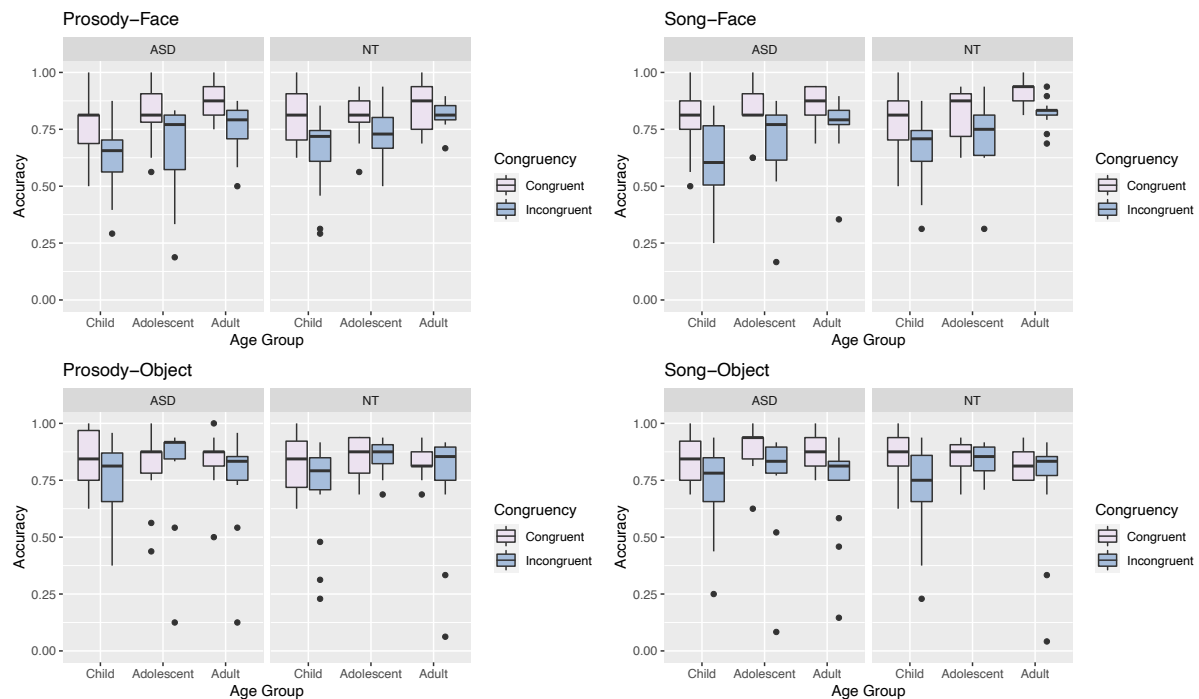 Prosody−Face
ASD
NT
1.00
0.75
0.50
0.25
0.00
Accuracy
Child Adolescent Adult
Child Adolescent Adult
Age Group
Congruency
Congruent
Incongruent
Song−Face
ASD
NT
1.00
0.75
0.50
0.25
0.00
Accuracy
Child Adolescent Adult
Child Adolescent Adult
Age Group
Congruency
Congruent
Incongruent
Prosody−Object
ASD
NT
1.00
0.75
0.50
0.25
0.00
Accuracy
Child Adolescent Adult
Child Adolescent Adult
Age Group
Congruency
Congruent
Incongruent
Song−Object
ASD
NT
1.00
0.75
0.50
0.25
0.00
Accuracy
Child Adolescent Adult
Child Adolescent Adult
Age Group
Congruency
Congruent
Incongruent